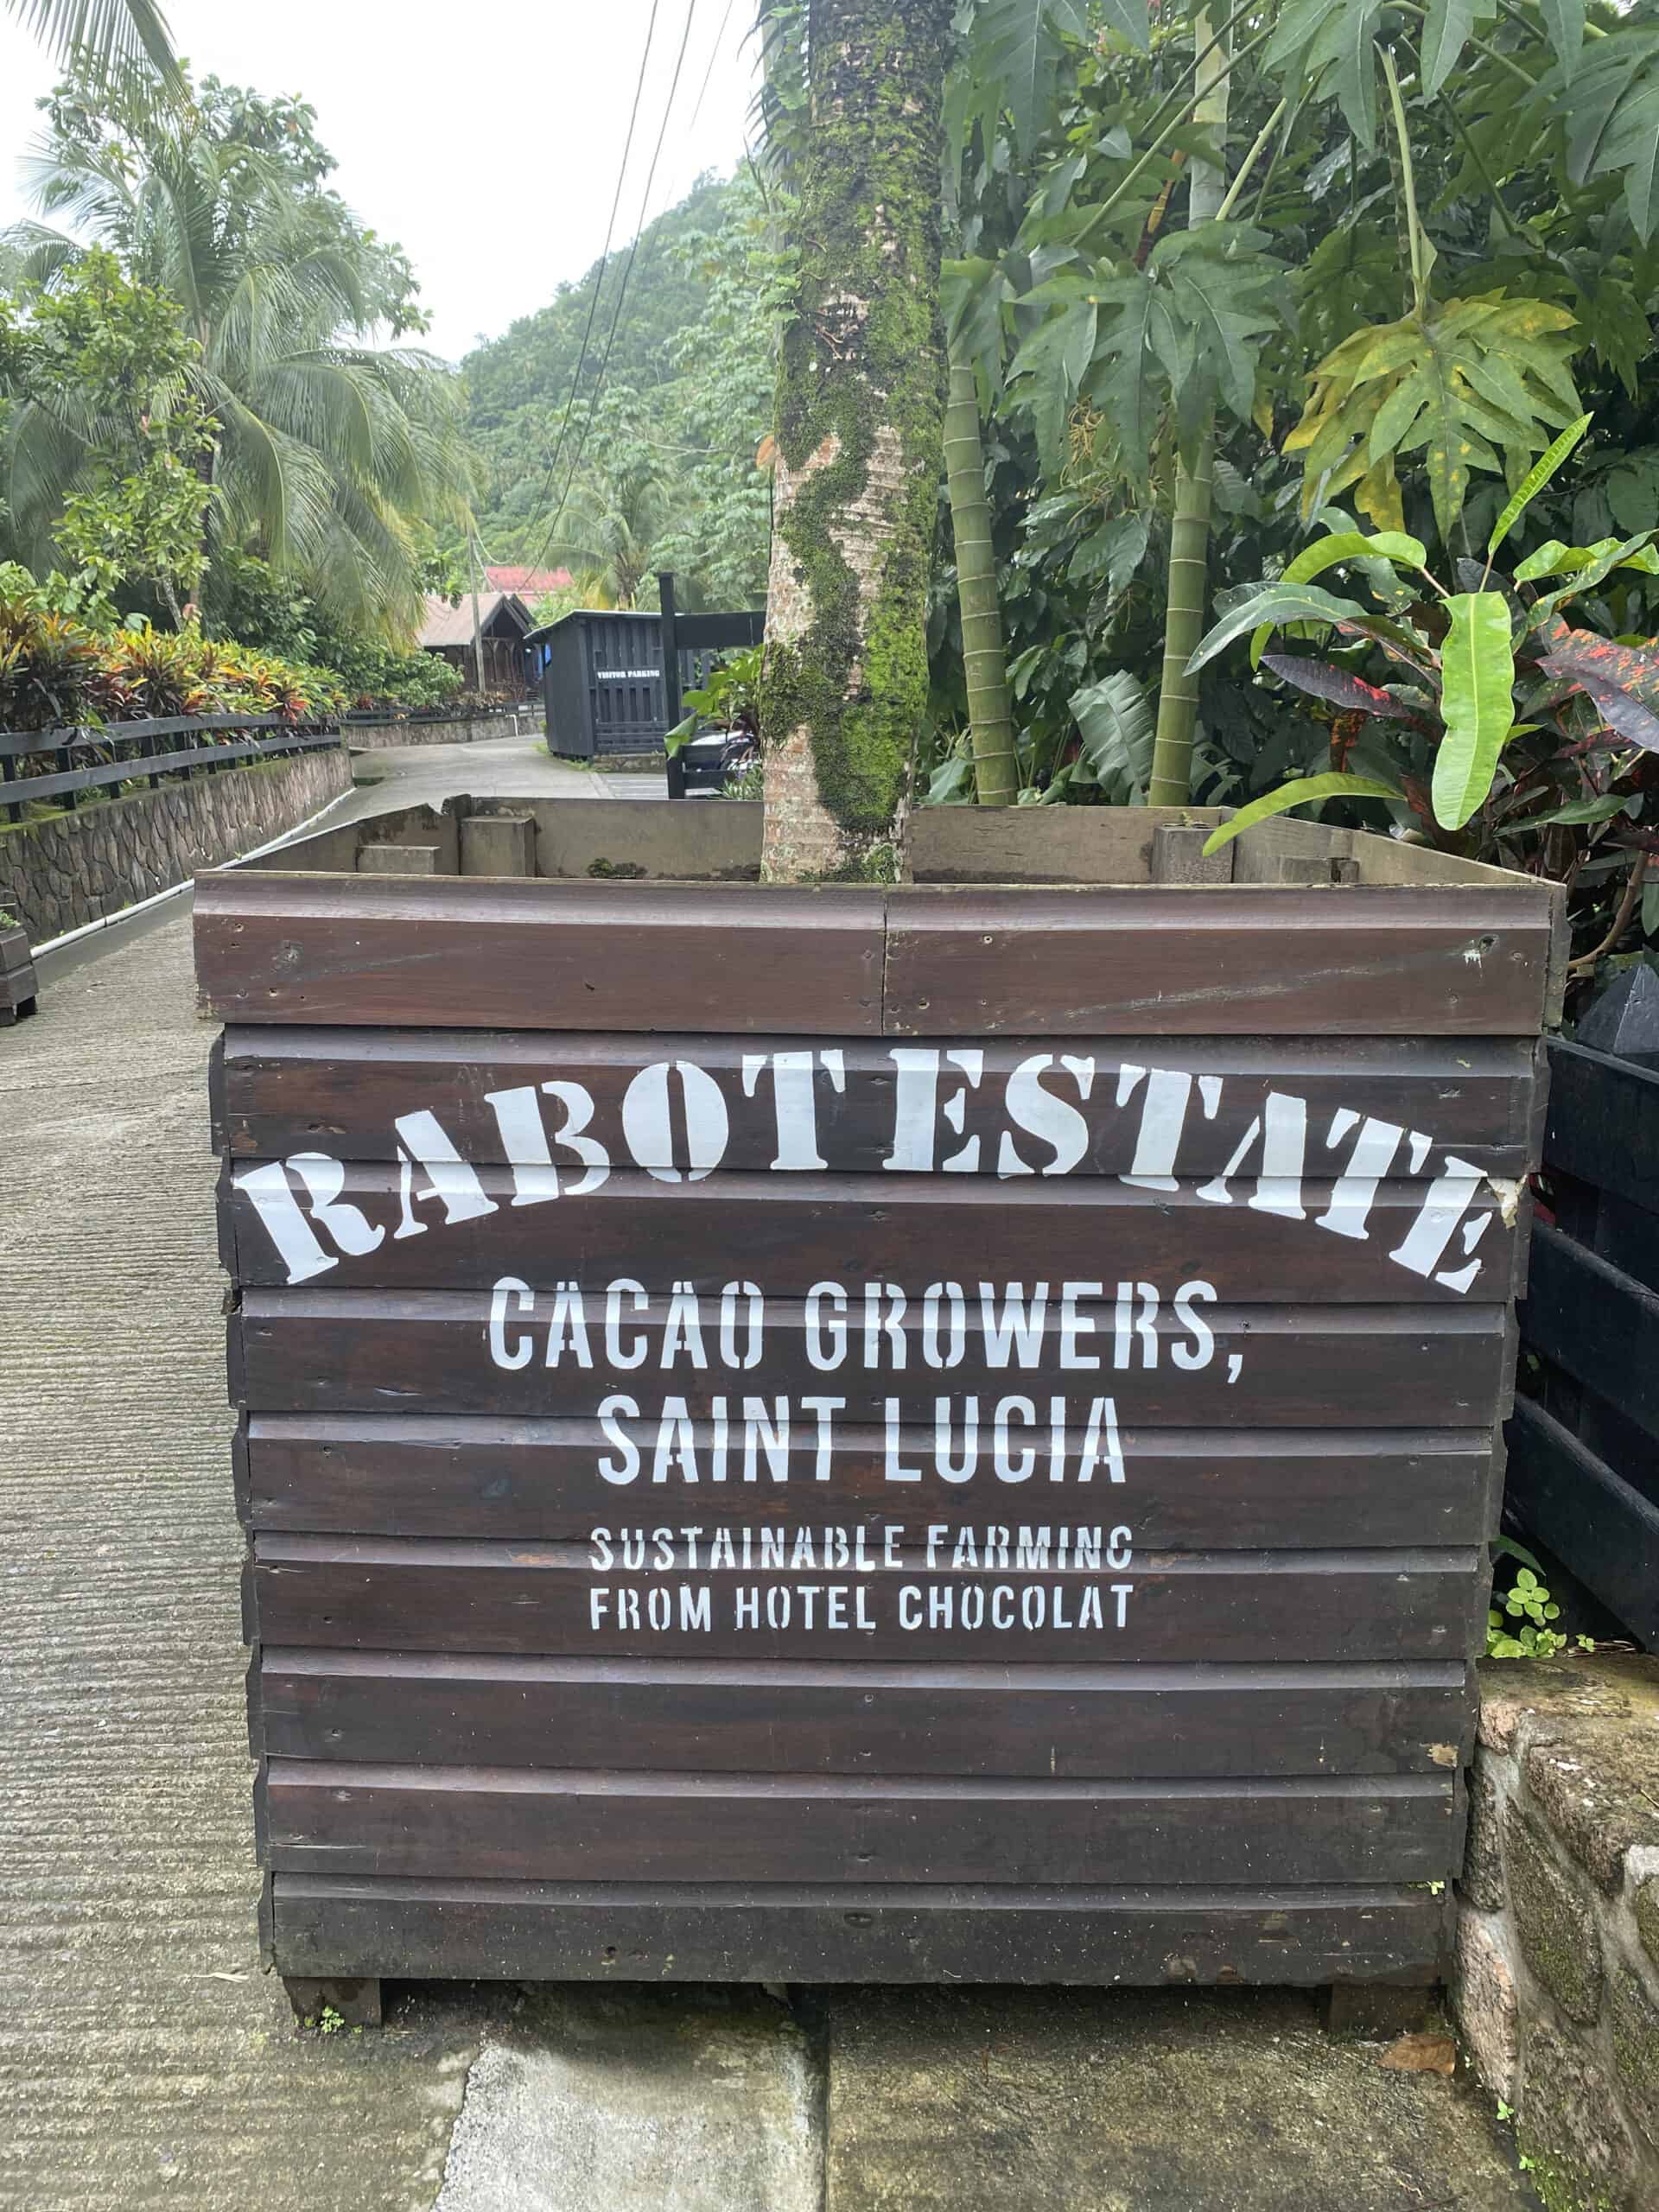 VISITOR PARKING
RABOT ESTATE
CACAO GROWERS,
SAINT LUCIA
SUSTAINABLE FARMING
FROM HOTEL CHOCOLAT